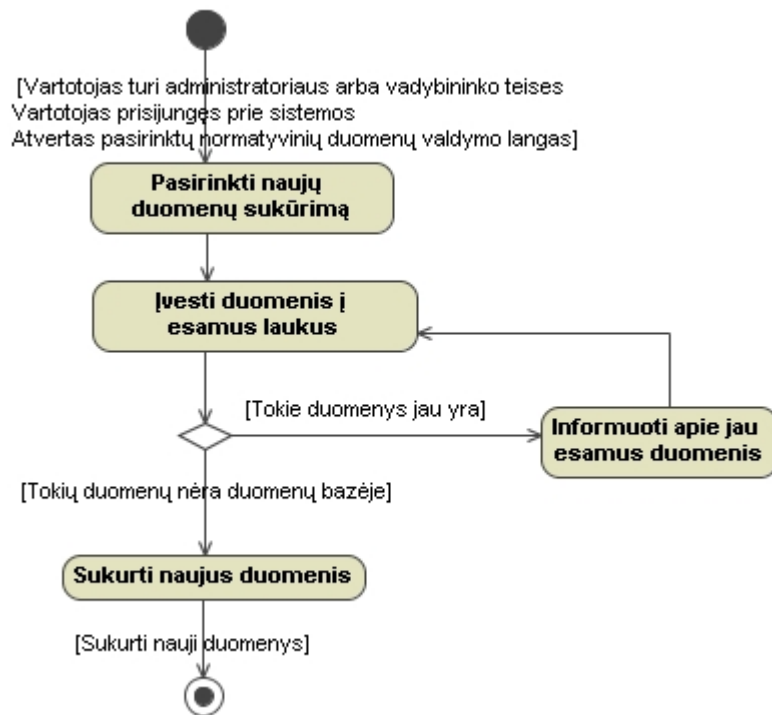 [Vartotojas turi administratoriaus arba vadybininko teises
Vartotojas prisijungęs prie sistemos
Atvertas pasirinktų normatyvinių duomenų valdymo langas]
Pasirinkti naujų
duomenų sukūrimą
Įvesti duomenis į
esamus laukus
[Tokie duomenys jau yra]
Informuoti apie jau
esamus duomenis
[Tokių duomenų nėra duomenų bazėje]
Sukurti naujus duomenis
[Sukurti nauji duomenys]